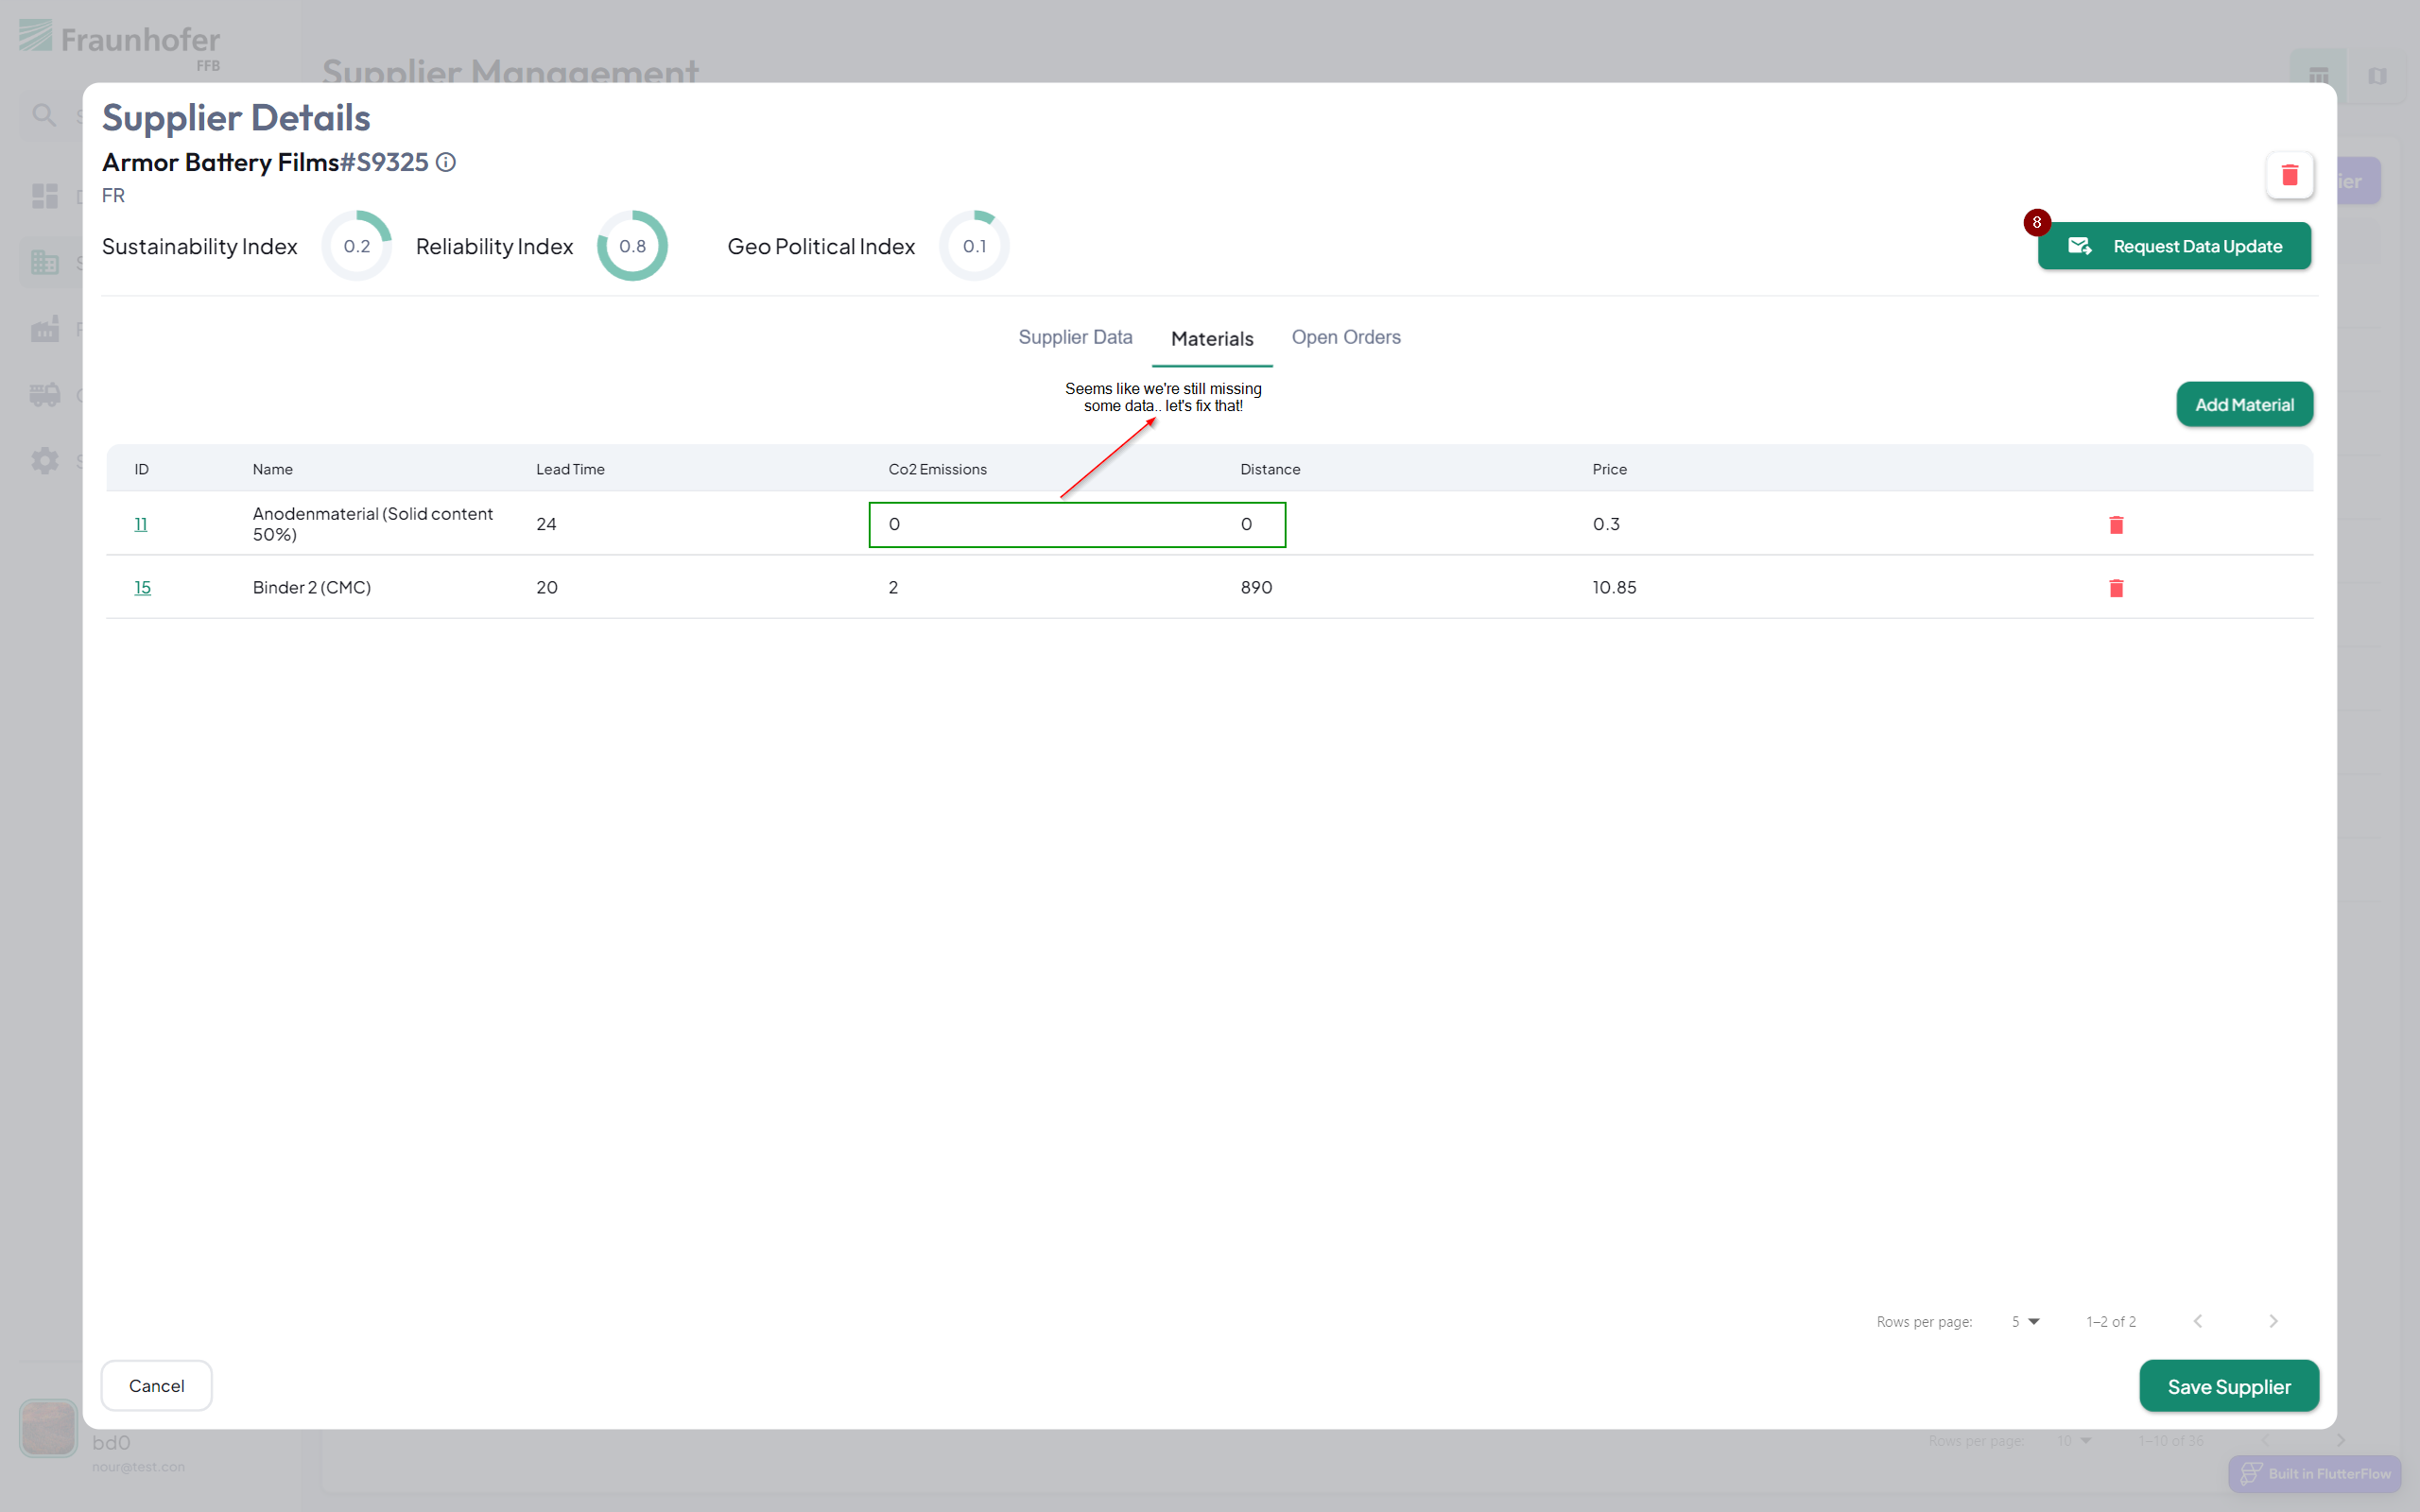 Fraunhofer
FFB
Supplier Management
Supplier Details
Armor Battery Films#S9325
FR
Sustainability Index
0.2
Reliability Index
0.8
Geo Political Index
0.1
8
Request Data Update
Supplier Data
Materials
Open Orders
Seems like we're still missing
some data.. let's fix that!
Add Material
ID
Name
Lead Time
Co2 Emissions
Distance
Price
11
Anodenmaterial (Solid content
50%)
24
0
0
0.3
15
Binder 2 (CMC)
20
2
890
10.85
Rows per page:
5
1–2 of 2
Cancel
Save Supplier
bd0
nour@test.con
Rows per page:
10
1–10 of 36
Built in FlutterFlow